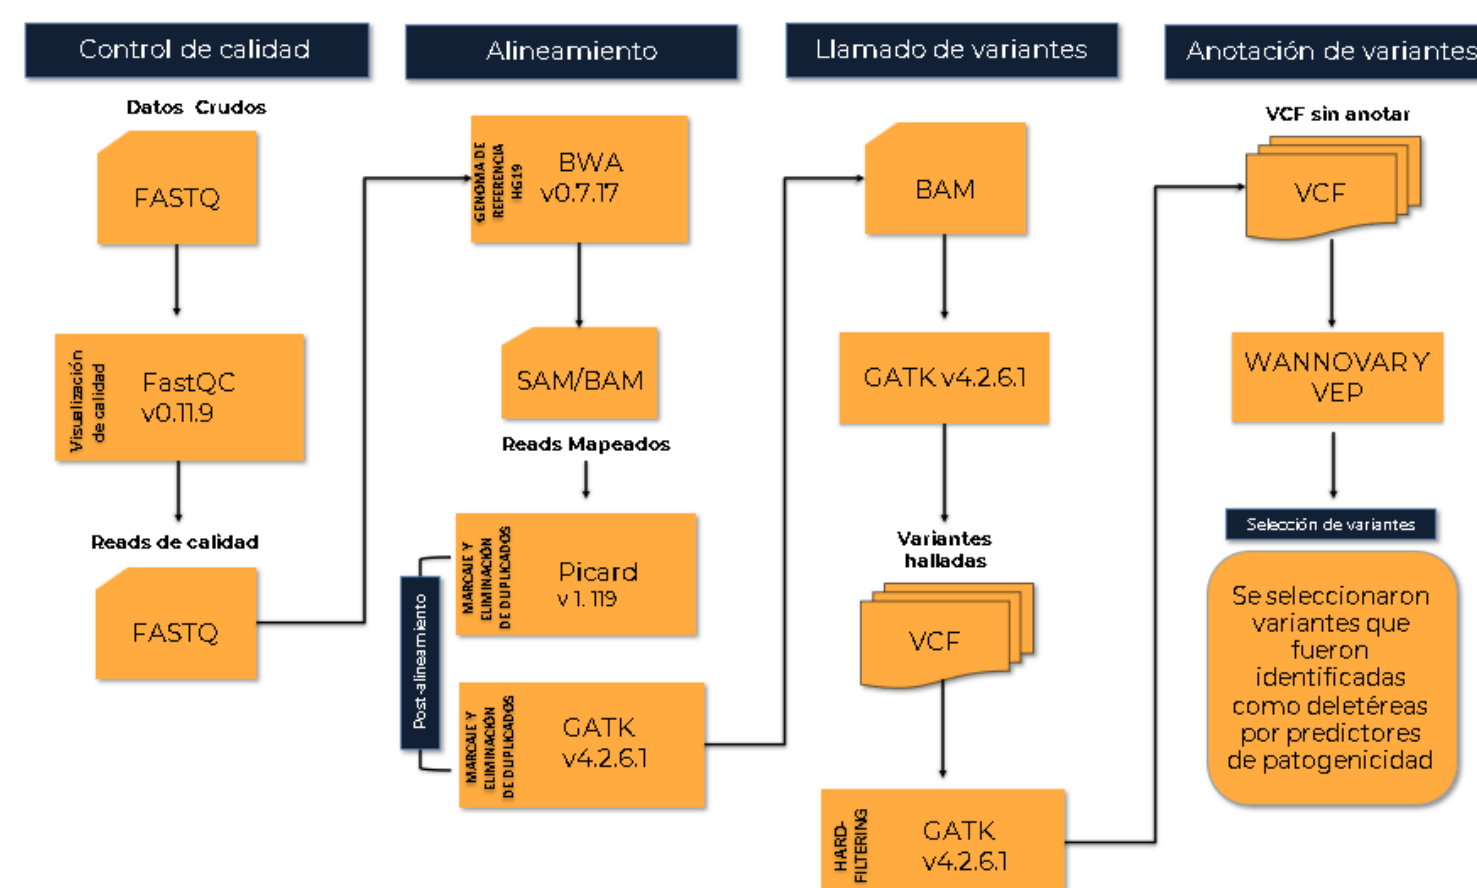 Control de calidad
Datos Crudos
FASTQ
Visualización
de calidad
FastQC
v0.11.9
Reads de calidad
FASTQ
Alineamiento
GENOMA DE
REFERENCIA
HG19
BWA
v0.7.17
SAM/BAM
Reads Mapeados
Post-alineamiento
MARCAJE Y
ELIMINACIÓN
DE DUPLICADOS
Picard
v 1. 119
MARCAJE Y
ELIMINACIÓN
DE DUPLICADOS
GATK
v4.2.6.1
Llamado de variantes
BAM
GATK v4.2.6.1
Variantes
halladas
VCF
HARD-
FILTERING
GATK
v4.2.6.1
Anotación de variantes
VCF sin anotar
VCF
WANNOVAR Y
VEP
Selección de variantes
Se seleccionaron
variantes que
fueron
identificadas
como deletéreas
por predictores
de patogenicidad